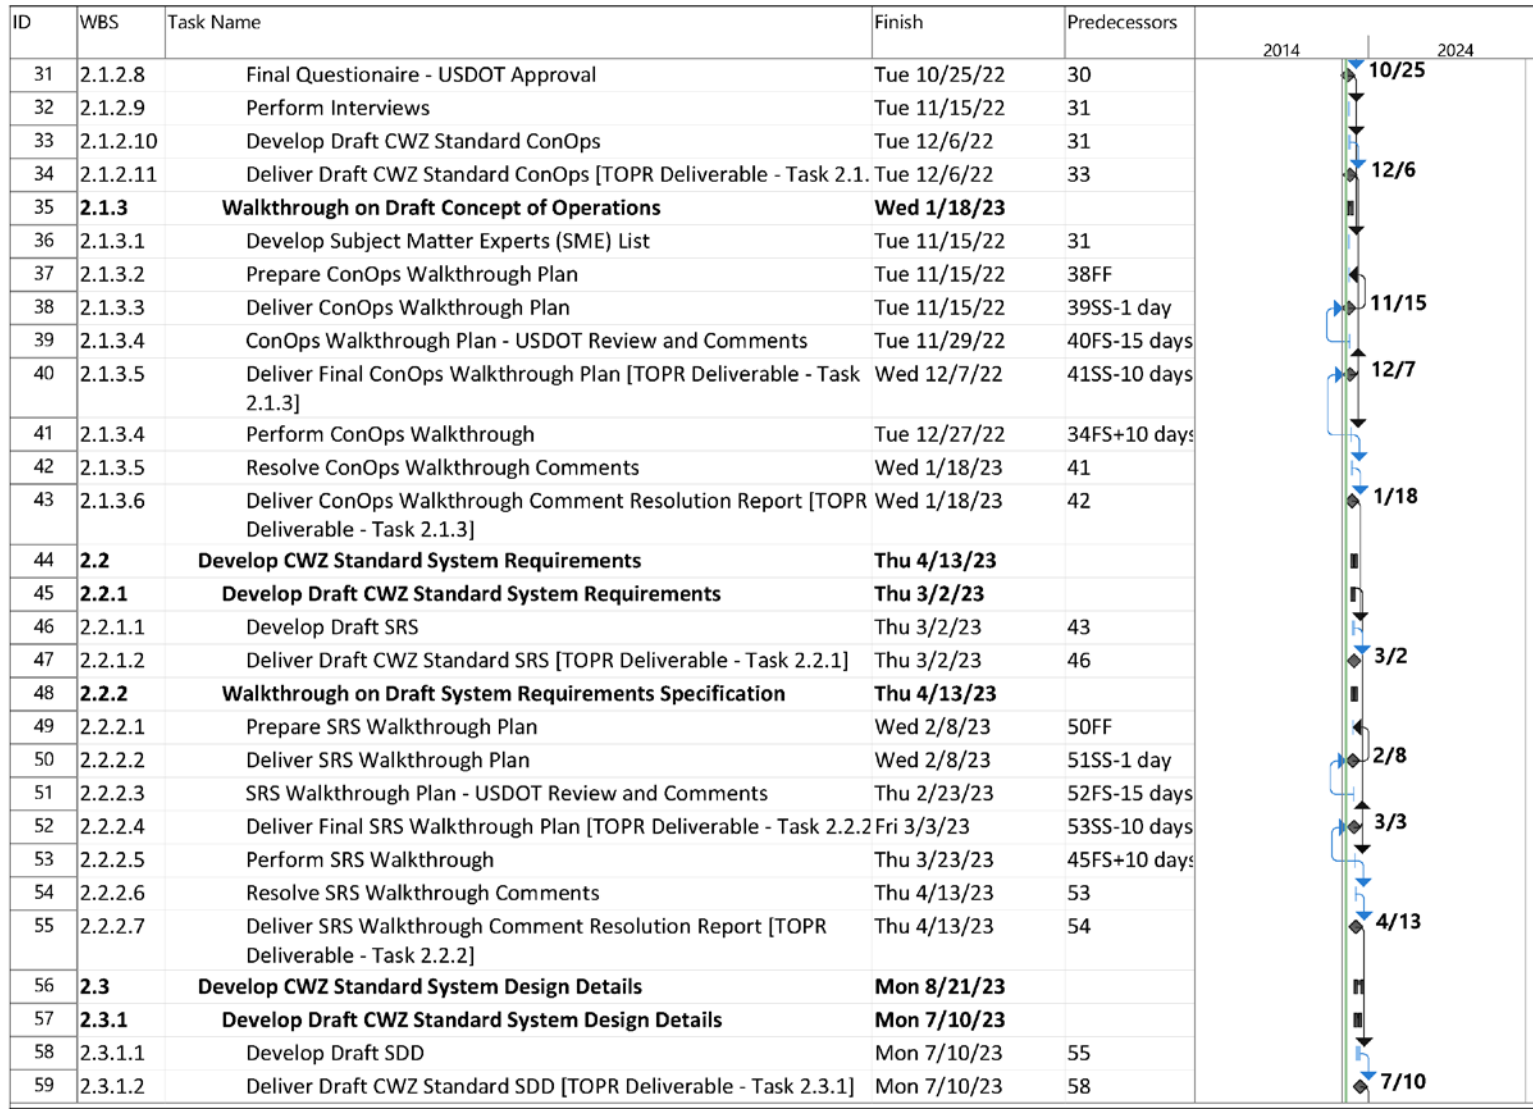 ID WBS Task Name Finish Predecessors
2014 2024
31 2.1.2.8 Final Questionaire - USDOT Approval Tue 10/25/22 30 10/25
32 2.1.2.9 Perform Interviews Tue 11/15/22 31
33 2.1.2.10 Develop Draft CWZ Standard ConOps Tue 12/6/22 31
34 2.1.2.11 Deliver Draft CWZ Standard ConOps [TOPR Deliverable - Task 2.1. Tue 12/6/22 33 12/6
35 2.1.3 Walkthrough on Draft Concept of Operations Wed 1/18/23
36 2.1.3.1 Develop Subject Matter Experts (SME) List Tue 11/15/22 31
37 2.1.3.2 Prepare ConOps Walkthrough Plan Tue 11/15/22 38FF
38 2.1.3.3 Deliver ConOps Walkthrough Plan Tue 11/15/22 39SS-1 day 11/15
39 2.1.3.4 ConOps Walkthrough Plan - USDOT Review and Comments Tue 11/29/22 40FS-15 days
40 2.1.3.5 Deliver Final ConOps Walkthrough Plan [TOPR Deliverable - Task Wed 12/7/22 41SS-10 days 12/7
2.1.3]
41 2.1.3.4 Perform ConOps Walkthrough Tue 12/27/22 34FS+10 days
42 2.1.3.5 Resolve ConOps Walkthrough Comments Wed 1/18/23 41
43 2.1.3.6 Deliver ConOps Walkthrough Comment Resolution Report [TOPR Wed 1/18/23 42 1/18
Deliverable - Task 2.1.3]
44 2.2 Develop CWZ Standard System Requirements Thu 4/13/23
45 2.2.1 Develop Draft CWZ Standard System Requirements Thu 3/2/23
46 2.2.1.1 Develop Draft SRS Thu 3/2/23 43
47 2.2.1.2 Deliver Draft CWZ Standard SRS [TOPR Deliverable - Task 2.2.1] Thu 3/2/23 46 3/2
48 2.2.2 Walkthrough on Draft System Requirements Specification Thu 4/13/23
49 2.2.2.1 Prepare SRS Walkthrough Plan Wed 2/8/23 50FF
50 2.2.2.2 Deliver SRS Walkthrough Plan Wed 2/8/23 51SS-1 day 2/8
51 2.2.2.3 SRS Walkthrough Plan - USDOT Review and Comments Thu 2/23/23 52FS-15 days
52 2.2.2.4 Deliver Final SRS Walkthrough Plan [TOPR Deliverable - Task 2.2.2 Fri 3/3/23 53SS-10 days 3/3
53 2.2.2.5 Perform SRS Walkthrough Thu 3/23/23 45FS+10 days
54 2.2.2.6 Resolve SRS Walkthrough Comments Thu 4/13/23 53
55 2.2.2.7 Deliver SRS Walkthrough Comment Resolution Report [TOPR Thu 4/13/23 54 4/13
Deliverable - Task 2.2.2]
56 2.3 Develop CWZ Standard System Design Details Mon 8/21/23
57 2.3.1 Develop Draft CWZ Standard System Design Details Mon 7/10/23
58 2.3.1.1 Develop Draft SDD Mon 7/10/23 55
59 2.3.1.2 Deliver Draft CWZ Standard SDD [TOPR Deliverable - Task 2.3.1] Mon 7/10/23 58 7/10